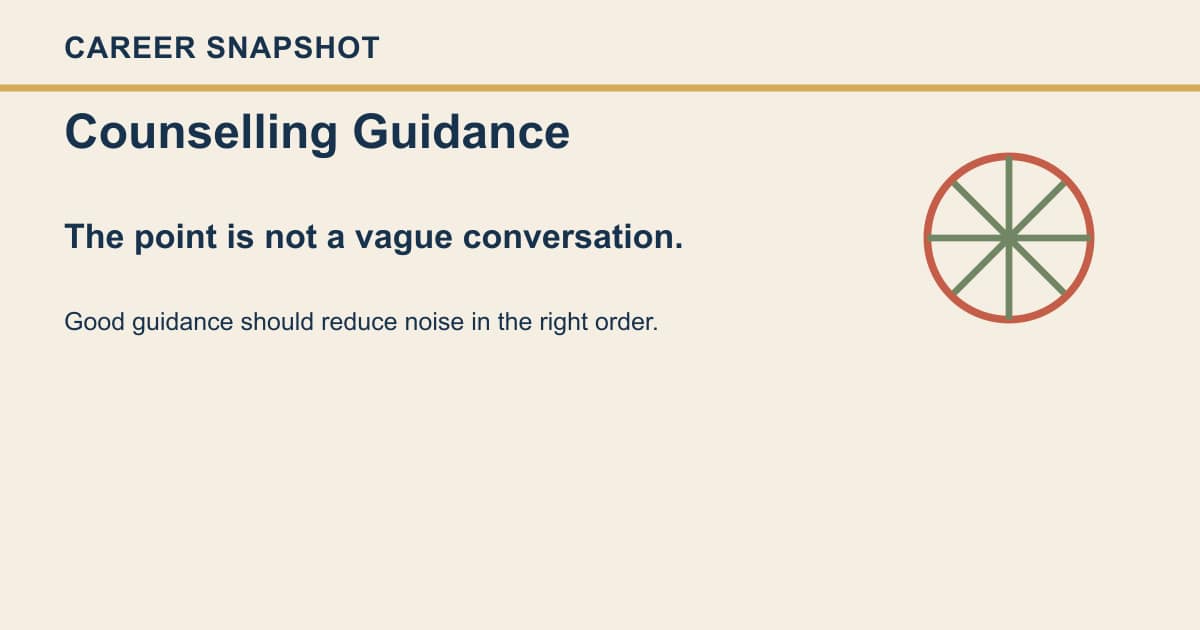 CAREER SNAPSHOT
Counselling Guidance
The point is not a vague conversation.
Good guidance should reduce noise in the right order.